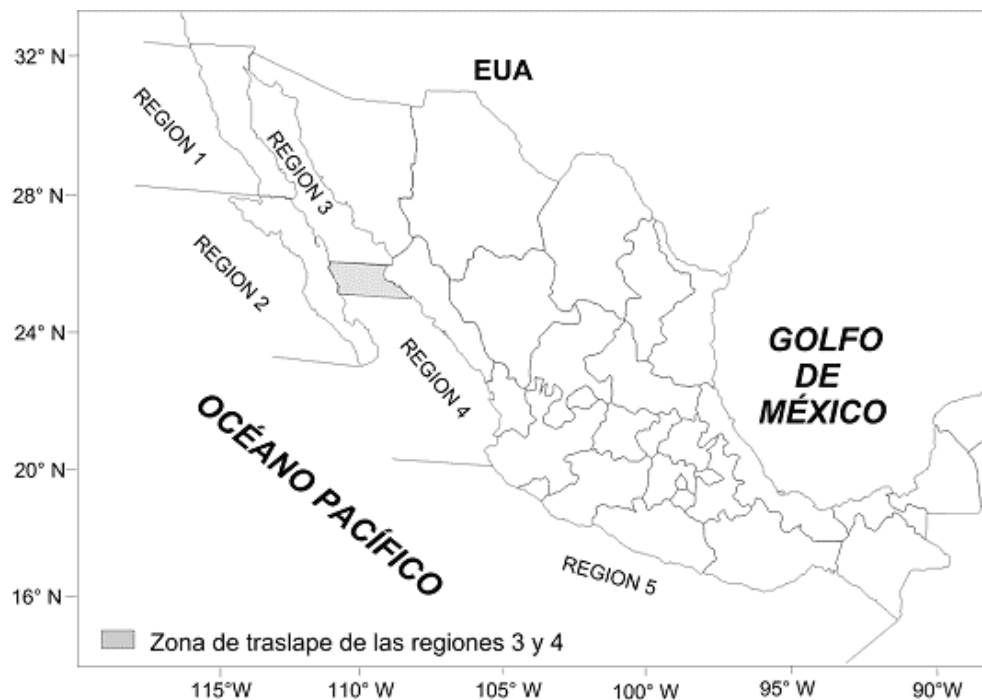 32° N
EUA
REGION 1
REGION 3
28° N
REGION 2
24° N
REGION 4
GOLFO
DE
MÉXICO
OCÉANO PACÍFICO
20° N
REGION 5
16° N
Zona de traslape de las regiones 3 y 4
115°W
110° W
105° W
100° W
95° W
90°W